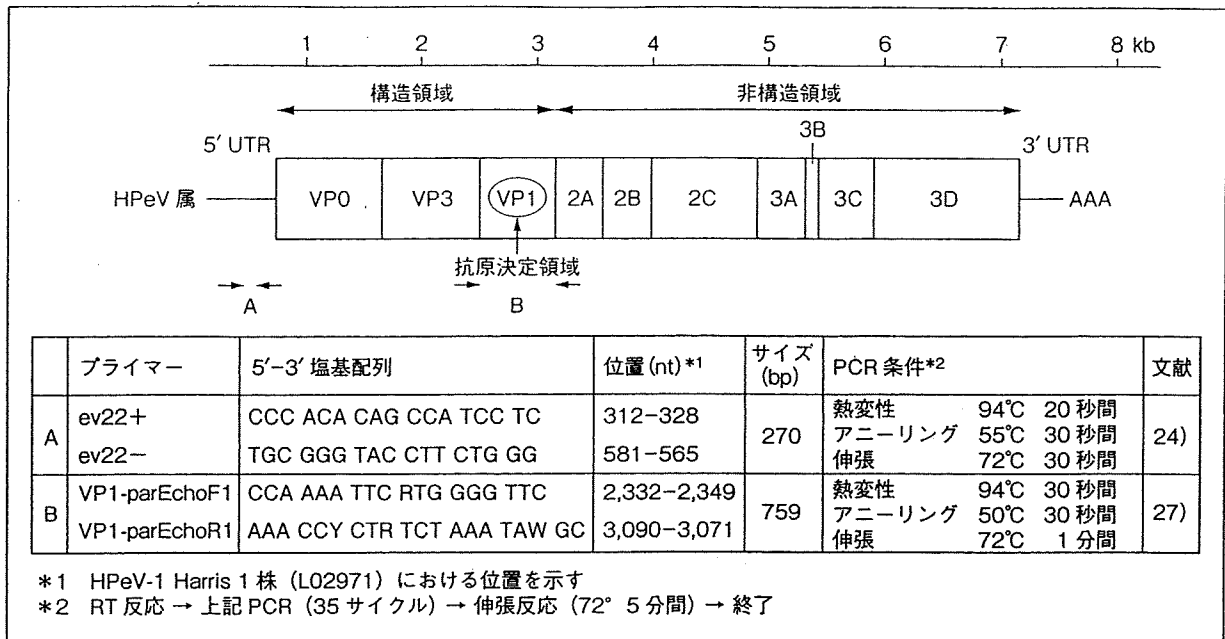 1 2 3 4 5 6 7 8 kb
構造領域 非構造領域
3B
5′ UTR 3′ UTR
HPeV 属 VP0 VP3 VP1 2A 2B 2C 3A 3C 3D AAA
抗原決定領域
A B
プライマー 5′−3′ 塩基配列 位置(nt)*1 サイズ(bp) PCR 条件*2 文献
A ev22+ CCC ACA CAG CCA TCC TC 312−328 270 熱変性 94℃ 20 秒間 24)
アニーリング 55℃ 30 秒間
ev22− TGC GGG TAC CTT CTG GG 581−565 伸張 72℃ 30 秒間
B VP1-parEchoF1 CCA AAA TTC RTG GGG TTC 2,332−2,349 759 熱変性 94℃ 30 秒間 27)
アニーリング 50℃ 30 秒間
VP1-parEchoR1 AAA CCY CTR TCT AAA TAW GC 3,090−3,071 伸張 72℃ 1 分間
*1 HPeV-1 Harris 1 株 (L02971) における位置を示す
*2 RT 反応 → 上記 PCR (35 サイクル) → 伸張反応 (72° 5 分間) → 終了